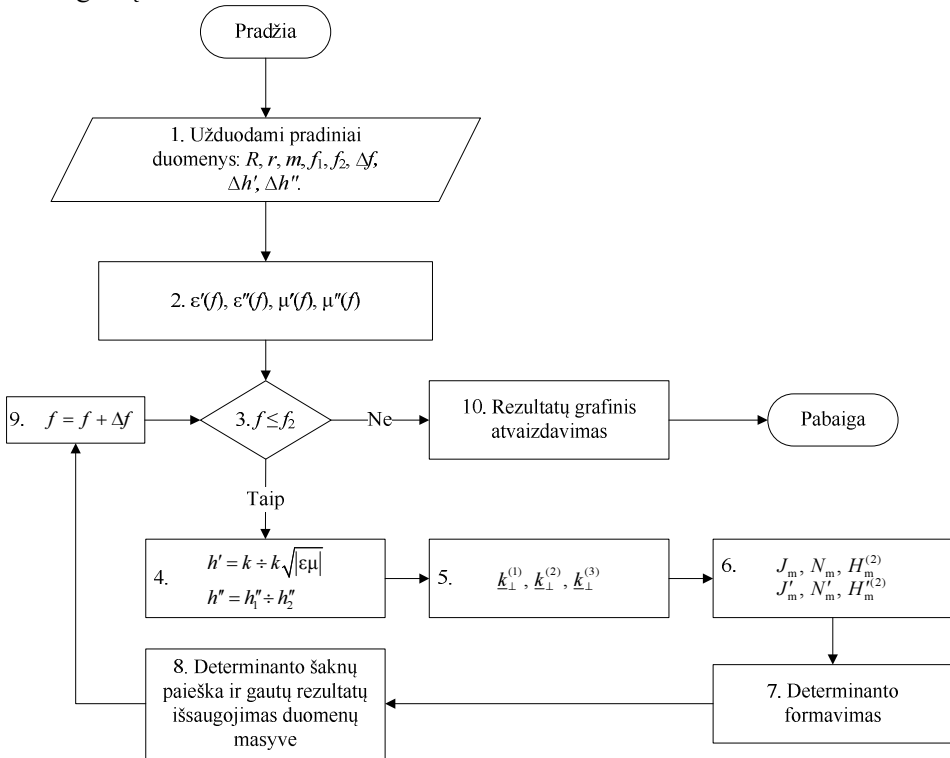 Pradžia
1. Užduodami pradiniai
duomenys: R, r, m, f₁, f₂, Δf,
Δh′, Δh″.
2. ε′(f), ε″(f), μ′(f), μ″(f)
9. f = f + Δf
3. f ≤ f₂
Ne
10. Rezultatų grafinis
atvaizdavimas
Pabaiga
Taip
4. h′ = k ÷ k√|εμ|
h″ = h₁″ ÷ h₂″
5. k⊥⁽¹⁾, k⊥⁽²⁾, k⊥⁽³⁾
6. Jₘ, Nₘ, Hₘ⁽²⁾
J′ₘ, N′ₘ, H′ₘ⁽²⁾
8. Determinanto šaknų
paieška ir gautų rezultatų
išsaugojimas duomenų
masyve
7. Determinanto
formavimas